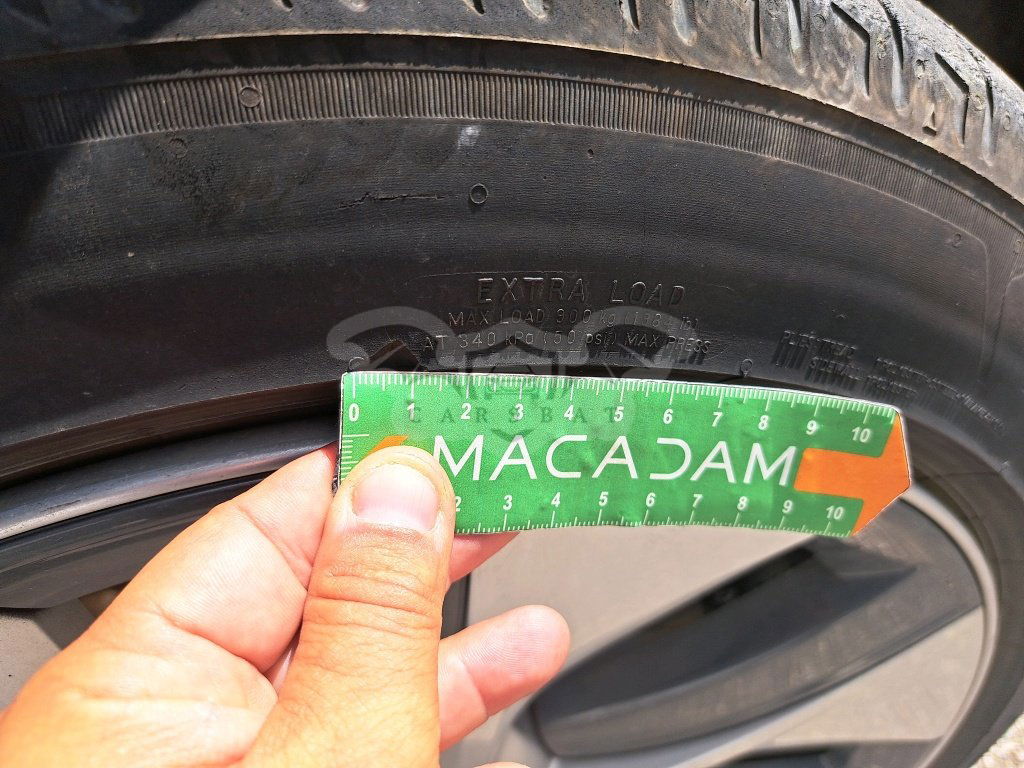 EXTRA LOAD
MAX LOAD 900
AT 340 kPa (50 psi) MAX PRESS
0 1 2 3 4 5 6 7 8 9 10
CARSBAT
MACADAM
2 3 4 5 6 7 8 9 10